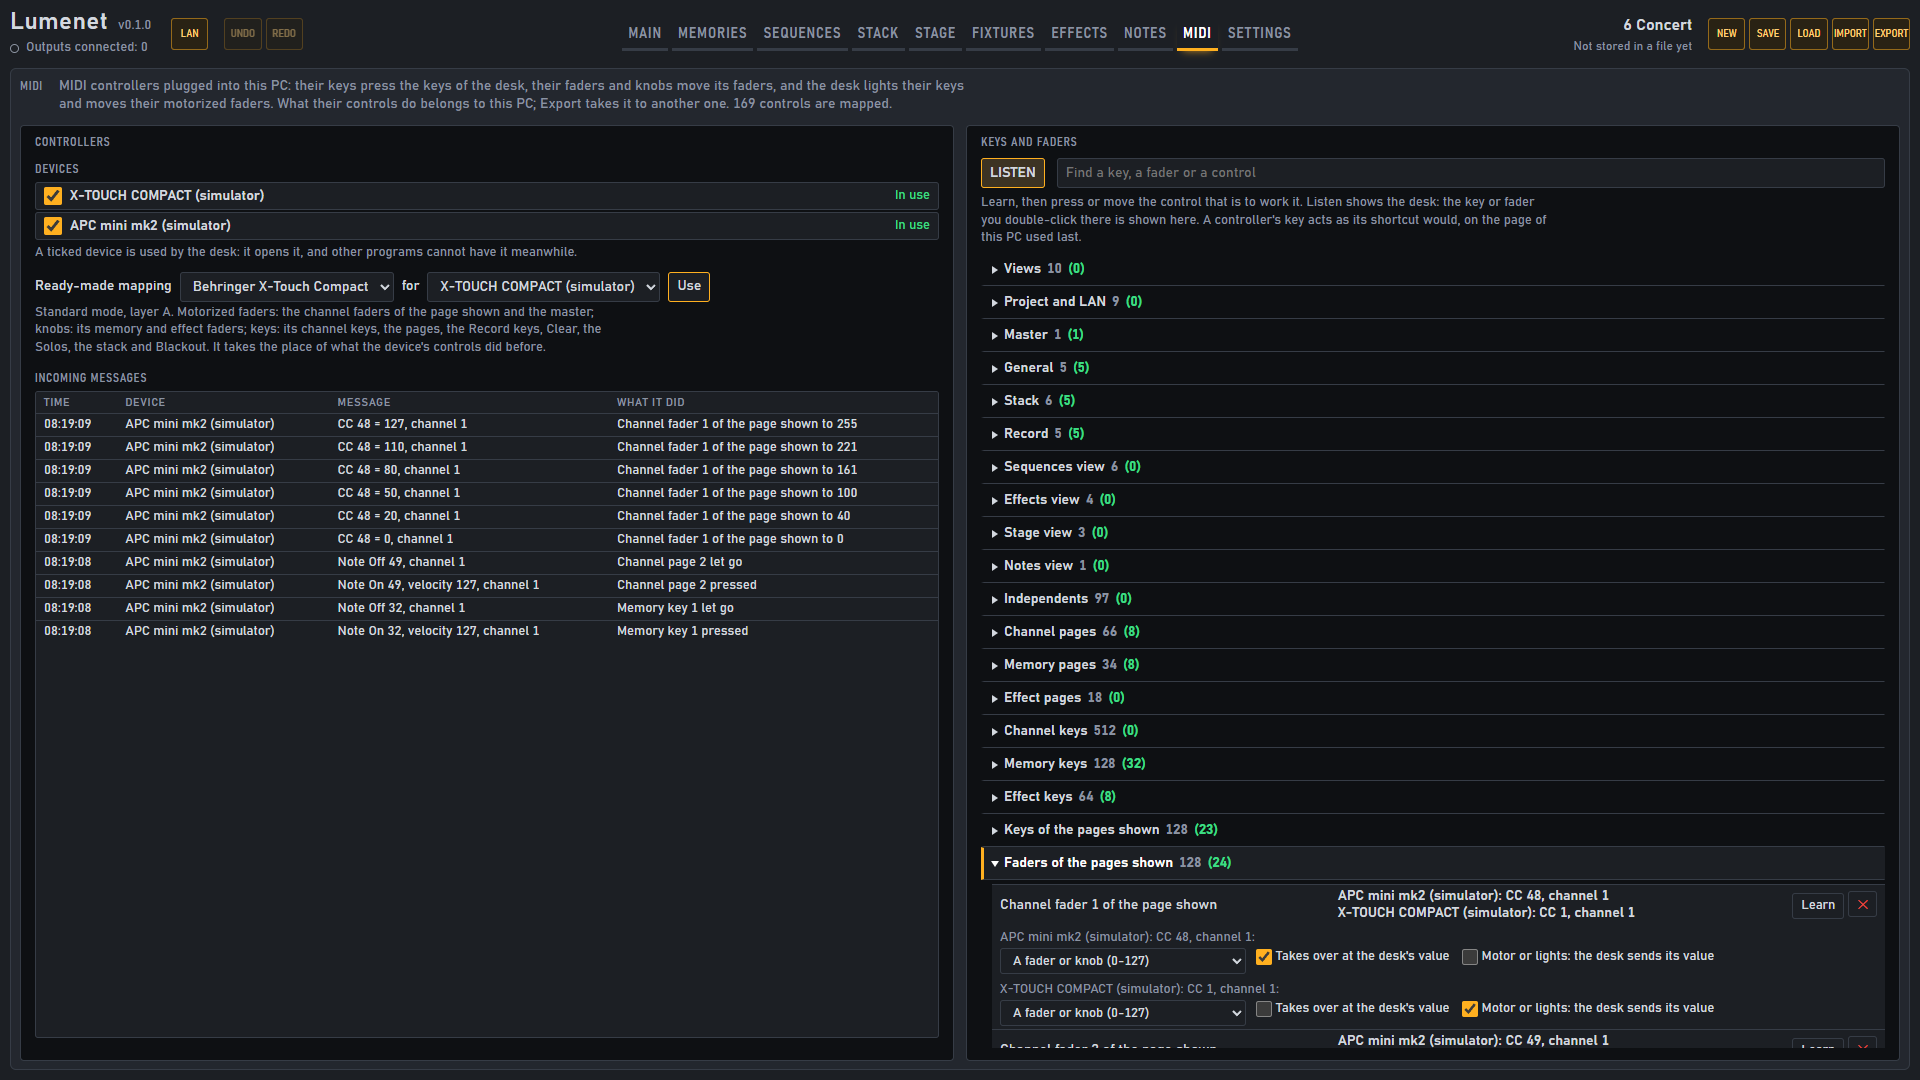 Lumenet v0.1.0
Outputs connected: 0
LAN
UNDO
REDO
MAIN
MEMORIES
SEQUENCES
STACK
STAGE
FIXTURES
EFFECTS
NOTES
MIDI
SETTINGS
6 Concert
Not stored in a file yet
NEW
SAVE
LOAD
IMPORT
EXPORT
MIDI
MIDI controllers plugged into this PC: their keys press the keys of the desk, their faders and knobs move its faders, and the desk lights their keys
and moves their motorized faders. What their controls do belongs to this PC; Export takes it to another one. 169 controls are mapped.
CONTROLLERS
DEVICES
X-TOUCH COMPACT (simulator) In use
APC mini mk2 (simulator) In use
A ticked device is used by the desk: it opens it, and other programs cannot have it meanwhile.
Ready-made mapping Behringer X-Touch Compact for X-TOUCH COMPACT (simulator) Use
Standard mode, layer A. Motorized faders: the channel faders of the page shown and the master;
knobs: its memory and effect faders; keys: its channel keys, the pages, the Record keys, Clear, the
Solos, the stack and Blackout. It takes the place of what the device's controls did before.
INCOMING MESSAGES
TIME DEVICE MESSAGE WHAT IT DID
08:19:09 APC mini mk2 (simulator) CC 48 = 127, channel 1 Channel fader 1 of the page shown to 255
08:19:09 APC mini mk2 (simulator) CC 48 = 110, channel 1 Channel fader 1 of the page shown to 221
08:19:09 APC mini mk2 (simulator) CC 48 = 80, channel 1 Channel fader 1 of the page shown to 161
08:19:09 APC mini mk2 (simulator) CC 48 = 50, channel 1 Channel fader 1 of the page shown to 100
08:19:09 APC mini mk2 (simulator) CC 48 = 20, channel 1 Channel fader 1 of the page shown to 40
08:19:09 APC mini mk2 (simulator) CC 48 = 0, channel 1 Channel fader 1 of the page shown to 0
08:19:08 APC mini mk2 (simulator) Note Off 49, channel 1 Channel page 2 let go
08:19:08 APC mini mk2 (simulator) Note On 49, velocity 127, channel 1 Channel page 2 pressed
08:19:08 APC mini mk2 (simulator) Note Off 32, channel 1 Memory key 1 let go
08:19:08 APC mini mk2 (simulator) Note On 32, velocity 127, channel 1 Memory key 1 pressed
KEYS AND FADERS
LISTEN
Find a key, a fader or a control
Learn, then press or move the control that is to work it. Listen shows the desk: the key or fader
you double-click there is shown here. A controller's key acts as its shortcut would, on the page of
this PC used last.
Views 10 (0)
Project and LAN 9 (0)
Master 1 (1)
General 5 (5)
Stack 6 (5)
Record 5 (5)
Sequences view 6 (0)
Effects view 4 (0)
Stage view 3 (0)
Notes view 1 (0)
Independents 97 (0)
Channel pages 66 (8)
Memory pages 34 (8)
Effect pages 18 (0)
Channel keys 512 (0)
Memory keys 128 (32)
Effect keys 64 (8)
Keys of the pages shown 128 (23)
Faders of the pages shown 128 (24)
Channel fader 1 of the page shown
APC mini mk2 (simulator): CC 48, channel 1
X-TOUCH COMPACT (simulator): CC 1, channel 1
Learn
APC mini mk2 (simulator): CC 48, channel 1:
A fader or knob (0-127) Takes over at the desk's value Motor or lights: the desk sends its value
X-TOUCH COMPACT (simulator): CC 1, channel 1:
A fader or knob (0-127) Takes over at the desk's value Motor or lights: the desk sends its value
APC mini mk2 (simulator): CC 49, channel 1